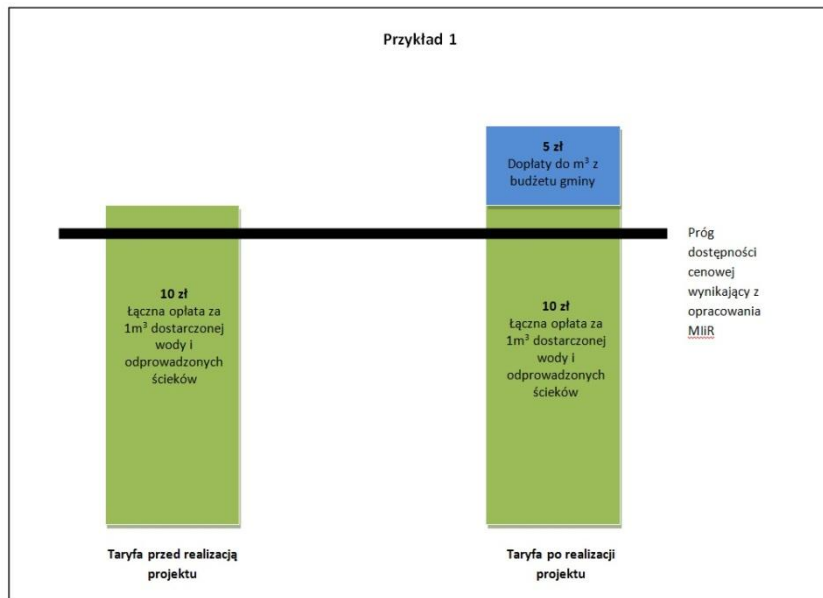 Przykład 1
5 zł
Dopłaty do m³ z
budżetu gminy
10 zł
Łączna opłata za
1m³ dostarczonej
wody i
odprowadzonych
ścieków
10 zł
Łączna opłata za
1m³ dostarczonej
wody i
odprowadzonych
ścieków
Próg
dostępności
cenowej
wynikający z
opracowania
MIiR
Taryfa przed realizacją
projektu
Taryfa po realizacji
projektu